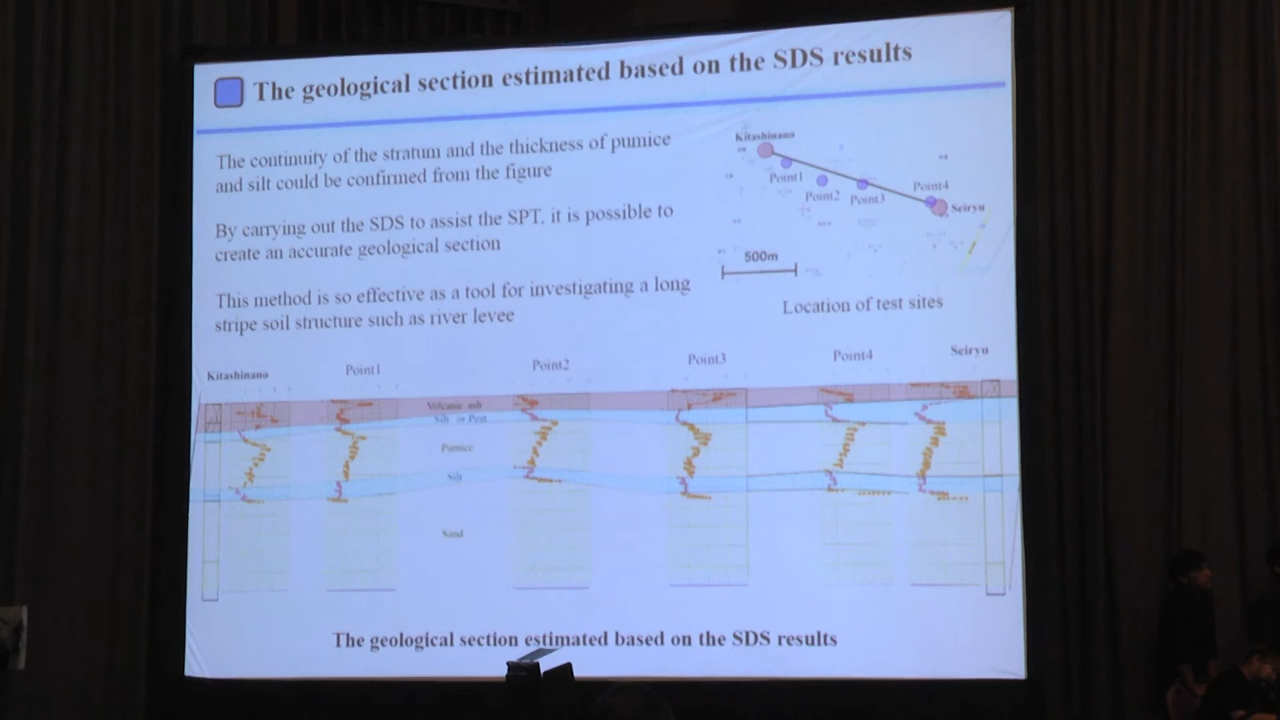 The geological section estimated based on the SDS results
The continuity of the stratum and the thickness of pumice
and silt could be confirmed from the figure
By carrying out the SDS to assist the SPT, it is possible to
create an accurate geological section
This method is so effective as a tool for investigating a long
stripe soil structure such as river levee
Kitashinano
Point1
Point2
Point3
Point4
Seiryu
500m
Location of test sites
Kitashinano
Point1
Point2
Point3
Point4
Seiryu
Volcanic ash
Silt or Peat
Pumice
Silt
Sand
The geological section estimated based on the SDS results